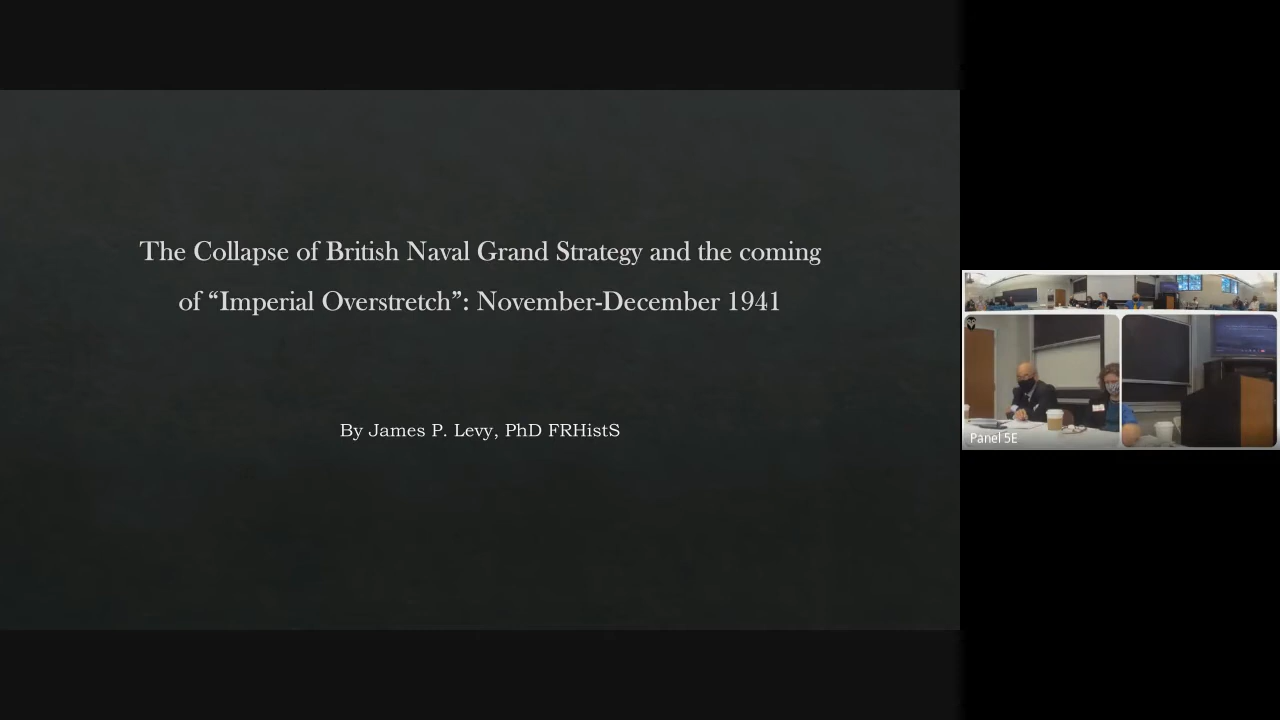 The Collapse of British Naval Grand Strategy and the coming
of “Imperial Overstretch”: November-December 1941
By James P. Levy, PhD FRHistS
Panel 5E